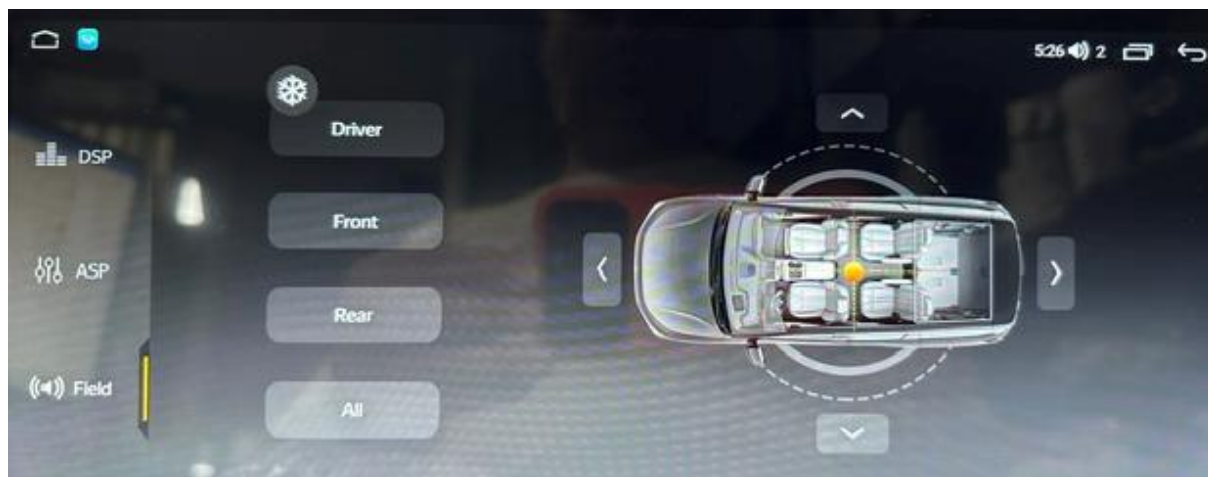 5:26 2
DSP
ASP
Field
Driver
Front
Rear
All